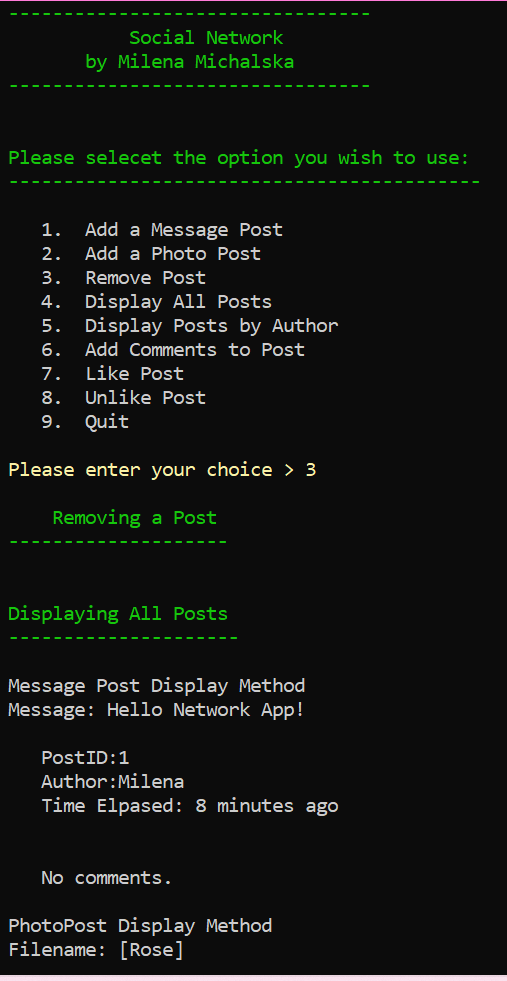 ---------------------------------
Social Network
by Milena Michalska
---------------------------------
Please selecet the option you wish to use:
-------------------------------------------
1. Add a Message Post
2. Add a Photo Post
3. Remove Post
4. Display All Posts
5. Display Posts by Author
6. Add Comments to Post
7. Like Post
8. Unlike Post
9. Quit
Please enter your choice > 3
Removing a Post
--------------------
Displaying All Posts
---------------------
Message Post Display Method
Message: Hello Network App!
PostID:1
Author:Milena
Time Elpased: 8 minutes ago
No comments.
PhotoPost Display Method
Filename: [Rose]